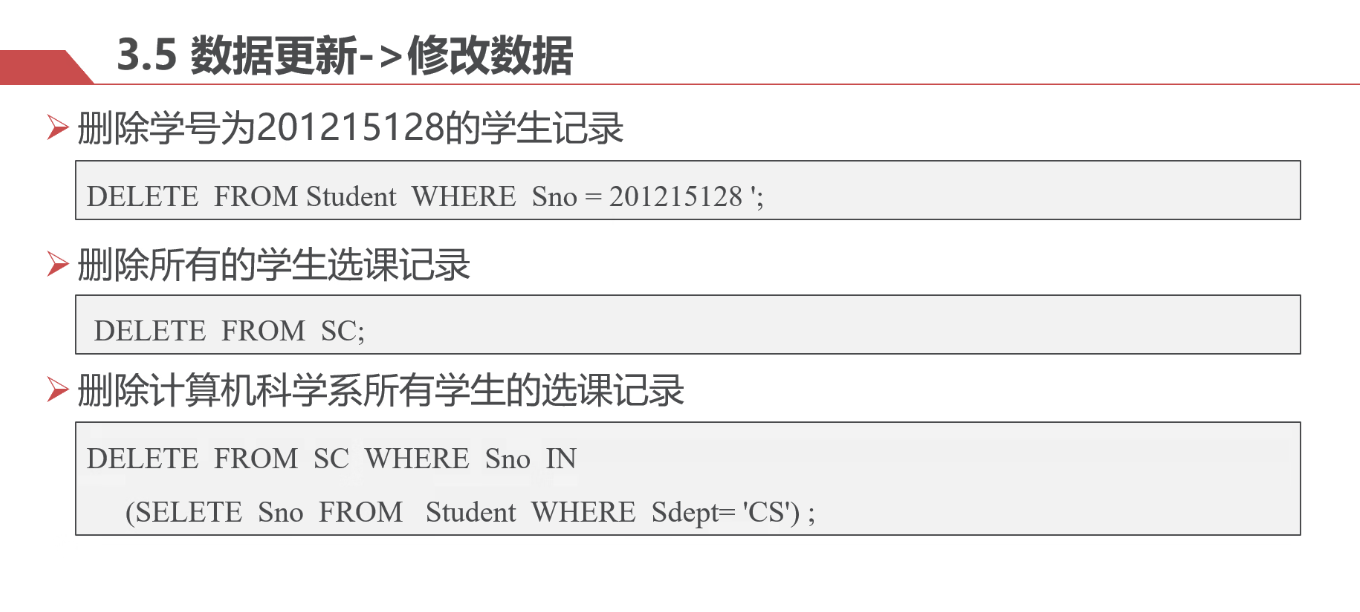 3.5 数据更新->修改数据
删除学号为201215128的学生记录
DELETE FROM Student WHERE Sno = 201215128 ';
删除所有的学生选课记录
DELETE FROM SC;
删除计算机科学系所有学生的选课记录
DELETE FROM SC WHERE Sno IN
(SELETE Sno FROM Student WHERE Sdept= 'CS') ;